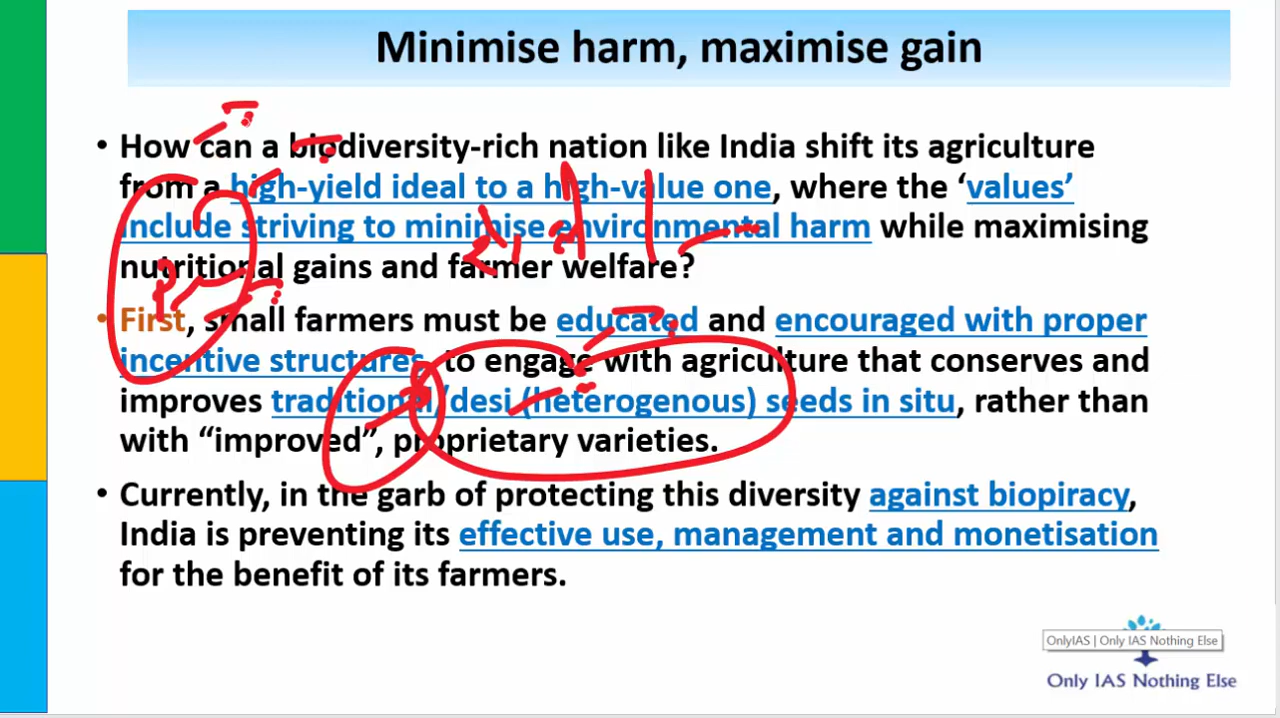 Minimise harm, maximise gain
• How can a biodiversity-rich nation like India shift its agriculture
from a high-yield ideal to a high-value one, where the ‘values’
include striving to minimise environmental harm while maximising
nutritional gains and farmer welfare?
• First, small farmers must be educated and encouraged with proper
incentive structures, to engage with agriculture that conserves and
improves traditional/desi (heterogenous) seeds in situ, rather than
with “improved”, proprietary varieties.
• Currently, in the garb of protecting this diversity against biopiracy,
India is preventing its effective use, management and monetisation
for the benefit of its farmers.
OnlyIAS | Only IAS Nothing Else
Only IAS Nothing Else